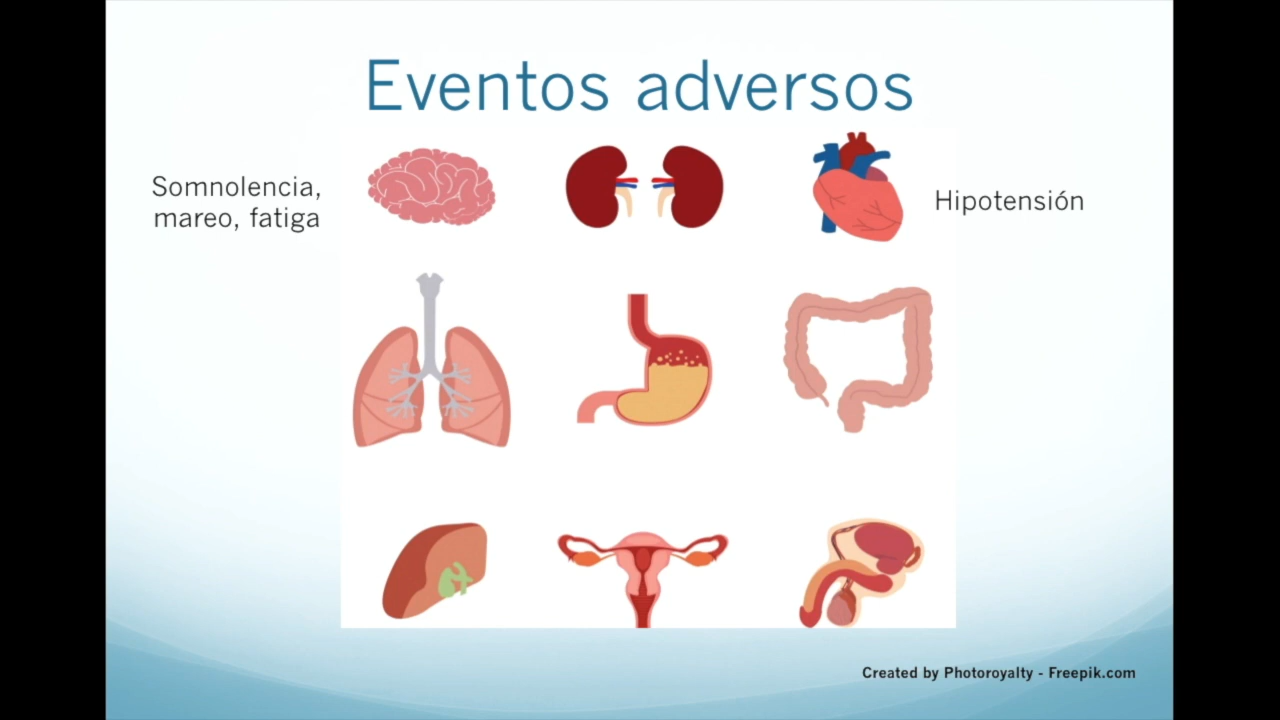 Eventos adversos
Somnolencia,
mareo, fatiga
Hipotensión
Created by Photoroyalty - Freepik.com